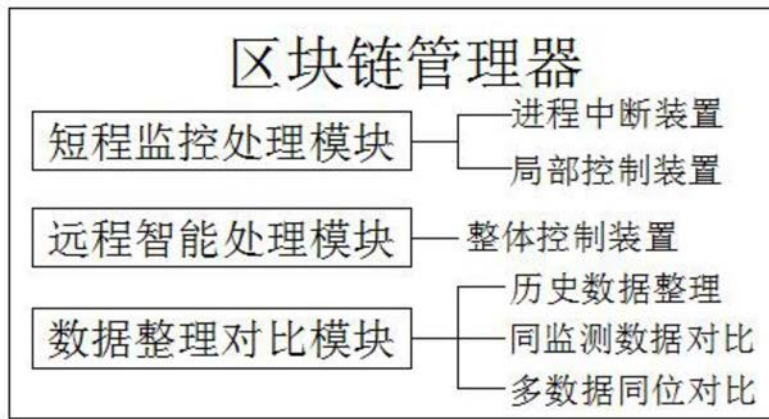 区块链管理器
短程监控处理模块
进程中断装置
局部控制装置
远程智能处理模块
整体控制装置
数据整理对比模块
历史数据整理
同监测数据对比
多数据同位对比